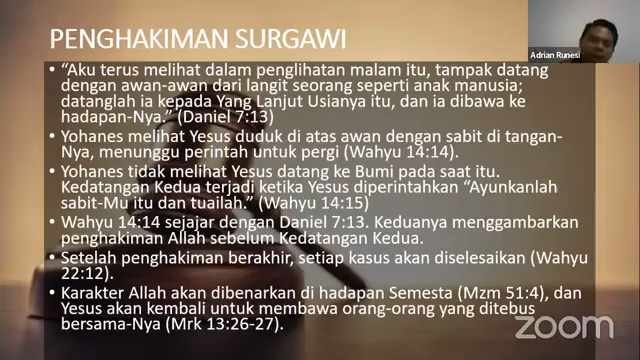 PENGHAKIMAN SURGAWI
Adrian Runesi
• “Aku terus melihat dalam penglihatan malam itu, tampak datang
dengan awan-awan dari langit seorang seperti anak manusia;
datanglah ia kepada Yang Lanjut Usianya itu, dan ia dibawa ke
hadapan-Nya.” (Daniel 7:13)
• Yohanes melihat Yesus duduk di atas awan dengan sabit di tangan-
Nya, menunggu perintah untuk pergi (Wahyu 14:14).
• Yohanes tidak melihat Yesus datang ke Bumi pada saat itu.
Kedatangan Kedua terjadi ketika Yesus diperintahkan “Ayunkanlah
sabit-Mu itu dan tuailah.” (Wahyu 14:15)
• Wahyu 14:14 sejajar dengan Daniel 7:13. Keduanya menggambarkan
penghakiman Allah sebelum Kedatangan Kedua.
• Setelah penghakiman berakhir, setiap kasus akan diselesaikan (Wahyu
22:12).
• Karakter Allah akan dibenarkan di hadapan Semesta (Mzm 51:4), dan
Yesus akan kembali untuk membawa orang-orang yang ditebus
bersama-Nya (Mrk 13:26-27).
zoom